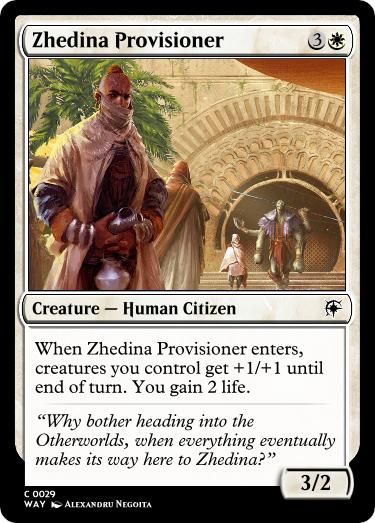 Zhedina Provisioner 3
Creature — Human Citizen
When Zhedina Provisioner enters,
creatures you control get +1/+1 until
end of turn. You gain 2 life.
“Why bother heading into the
Otherworlds, when everything eventually
makes its way here to Zhedina?”
3/2
C 0029
WAY Alexandru Negoita